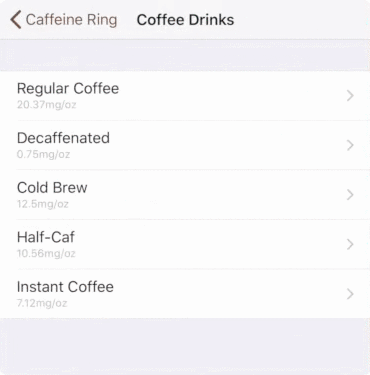 Caffeine Ring Coffee Drinks
Regular Coffee
20.37mg/oz
Decaffenated
0.75mg/oz
Cold Brew
12.5mg/oz
Half-Caf
10.56mg/oz
Instant Coffee
7.12mg/oz